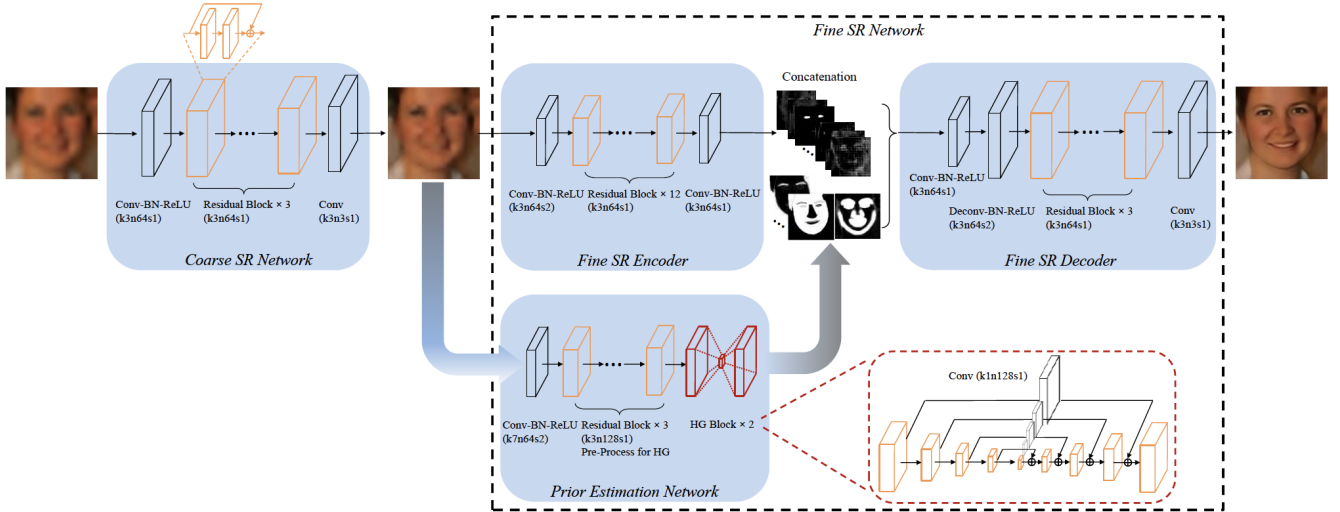 Fine SR Network
Concatenation
Conv-BN-ReLU
(k3n64s1)
Residual Block × 3
(k3n64s1)
Conv
(k3n3s1)
Coarse SR Network
Conv-BN-ReLU
(k3n64s2)
Residual Block × 12
(k3n64s1)
Conv-BN-ReLU
(k3n64s1)
Fine SR Encoder
Conv-BN-ReLU
(k3n64s1)
Deconv-BN-ReLU
(k3n64s2)
Residual Block × 3
(k3n64s1)
Conv
(k3n3s1)
Fine SR Decoder
Conv-BN-ReLU
(k7n64s2)
Residual Block × 3
(k3n128s1)
Pre-Process for HG
HG Block × 2
Prior Estimation Network
Conv (k1n128s1)